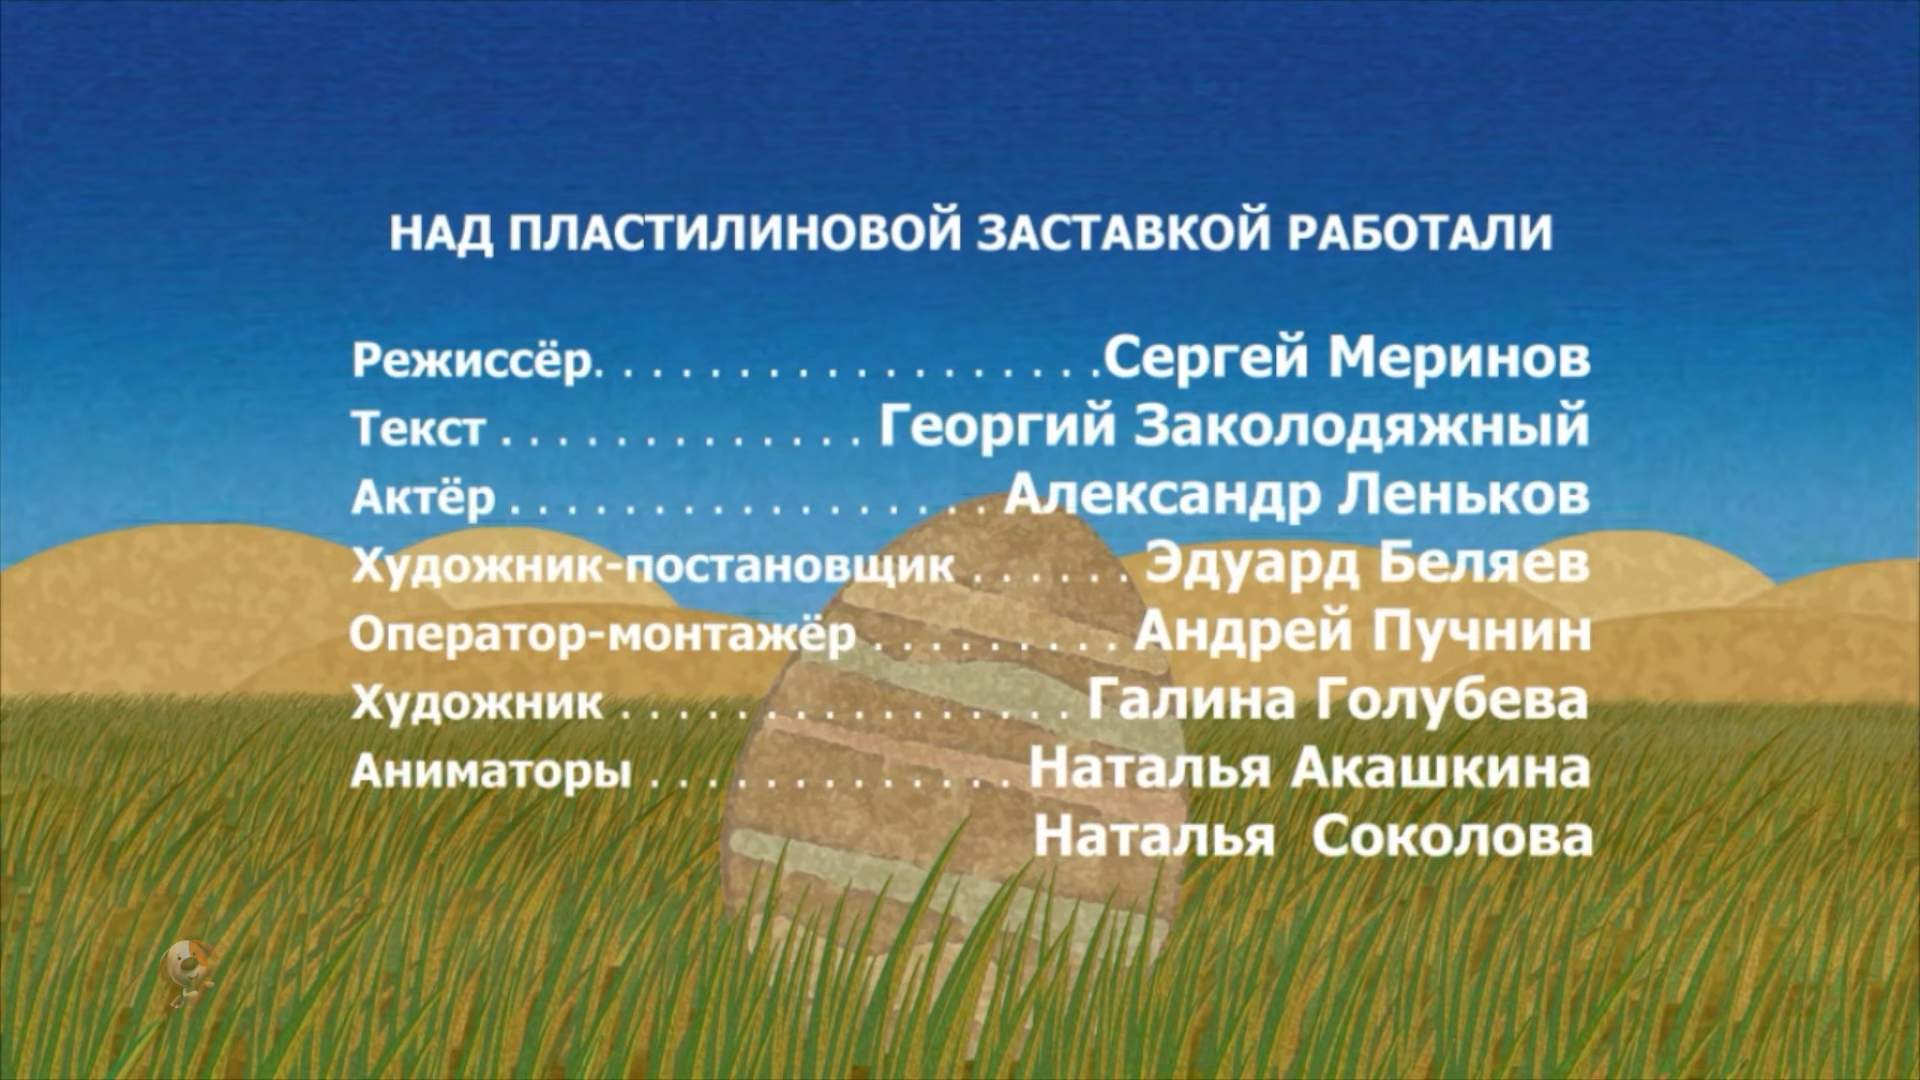 НАД ПЛАСТИЛИНОВОЙ ЗАСТАВКОЙ РАБОТАЛИ
Режиссёр. . . . . . . . . . . . . . . . . . .Сергей Меринов
Текст . . . . . . . . . . . . . Георгий Заколодяжный
Актёр . . . . . . . . . . . . . . . . . Александр Леньков
Художник-постановщик . . . . . . Эдуард Беляев
Оператор-монтажёр . . . . . . . . . Андрей Пучнин
Художник . . . . . . . . . . . . . . . . Галина Голубева
Аниматоры . . . . . . . . . . . . . Наталья Акашкина
Наталья Соколова